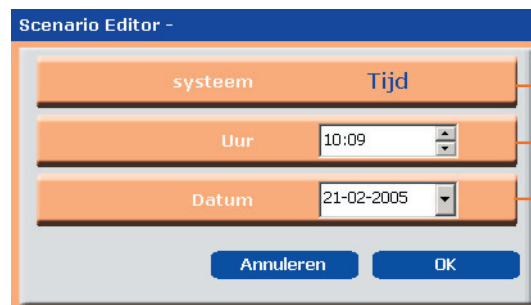 Scenario Editor -
systeem Tijd
Uur 10:09
Datum 21-02-2005
Annuleren OK